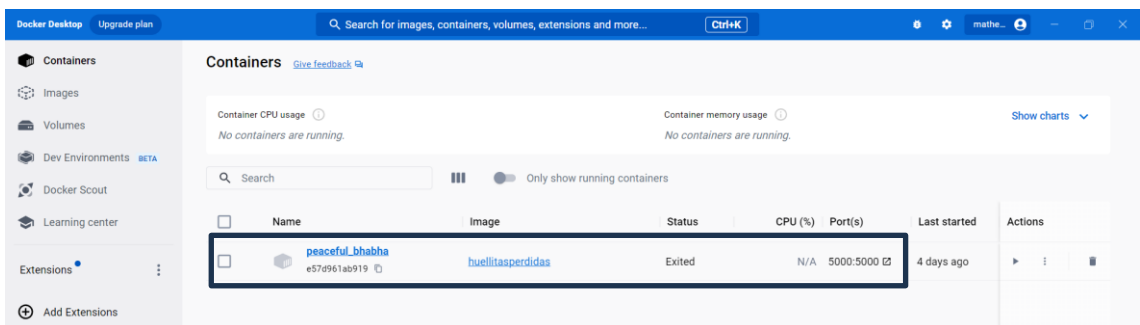 Docker Desktop Upgrade plan Search for images, containers, volumes, extensions and more... Ctrl+K mathe...
Containers
Images
Volumes
Dev Environments BETA
Docker Scout
Learning center
Extensions
Add Extensions
Containers Give feedback
Container CPU usage
No containers are running.
Container memory usage
No containers are running.
Show charts
Search
Only show running containers
Name Image Status CPU (%) Port(s) Last started Actions
peaceful_bhabha
e57d961ab919
huellitasperdidas Exited N/A 5000:5000 4 days ago